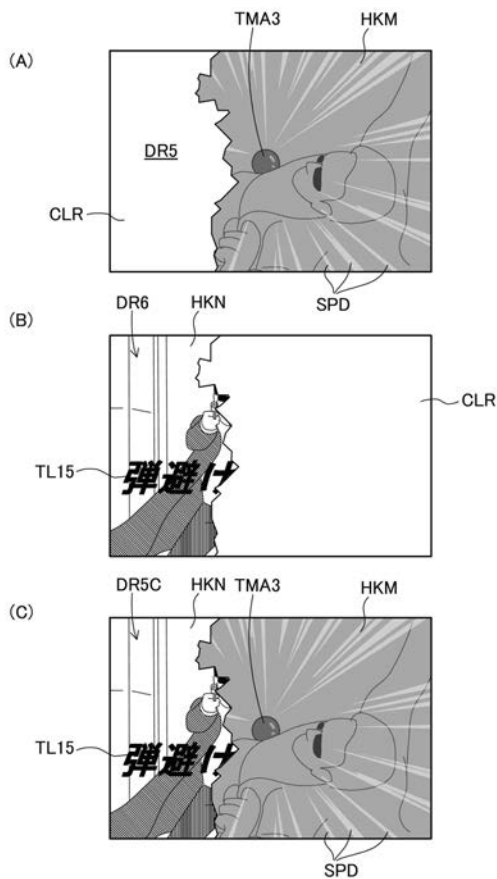 TMA3 HKM
(A)
DR5
CLR
SPD
(B)
DR6 HKN
CLR
TL15
弾避け
(C)
DR5C HKN TMA3 HKM
TL15
弾避け
SPD